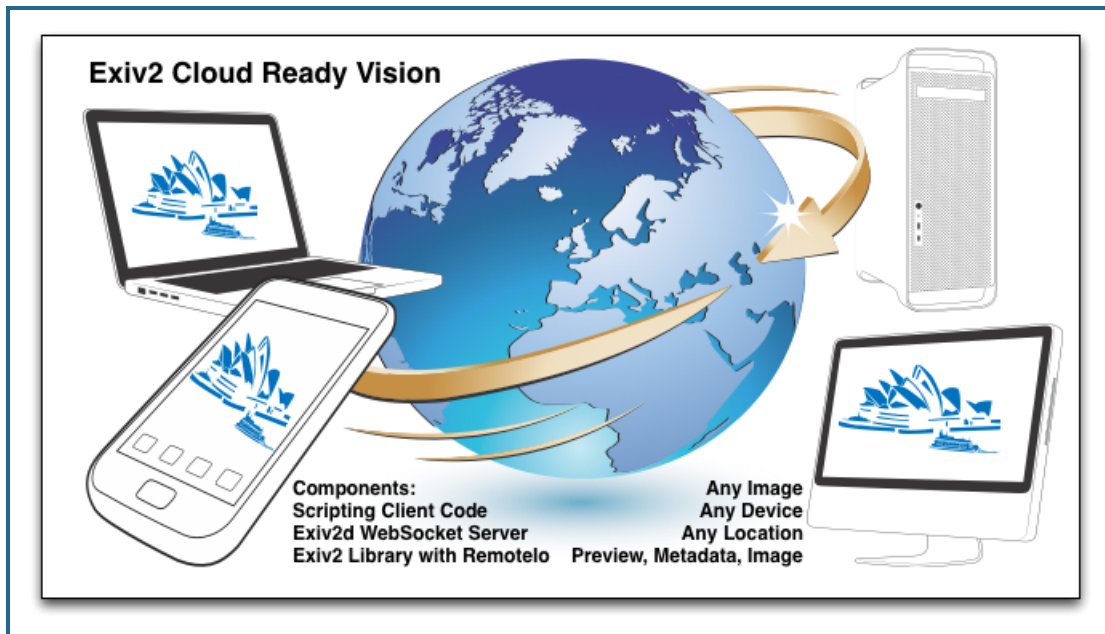 Exiv2 Cloud Ready Vision
Components:
Scripting Client Code
Exiv2d WebSocket Server
Exiv2 Library with RemoteIo
Any Image
Any Device
Any Location
Preview, Metadata, Image